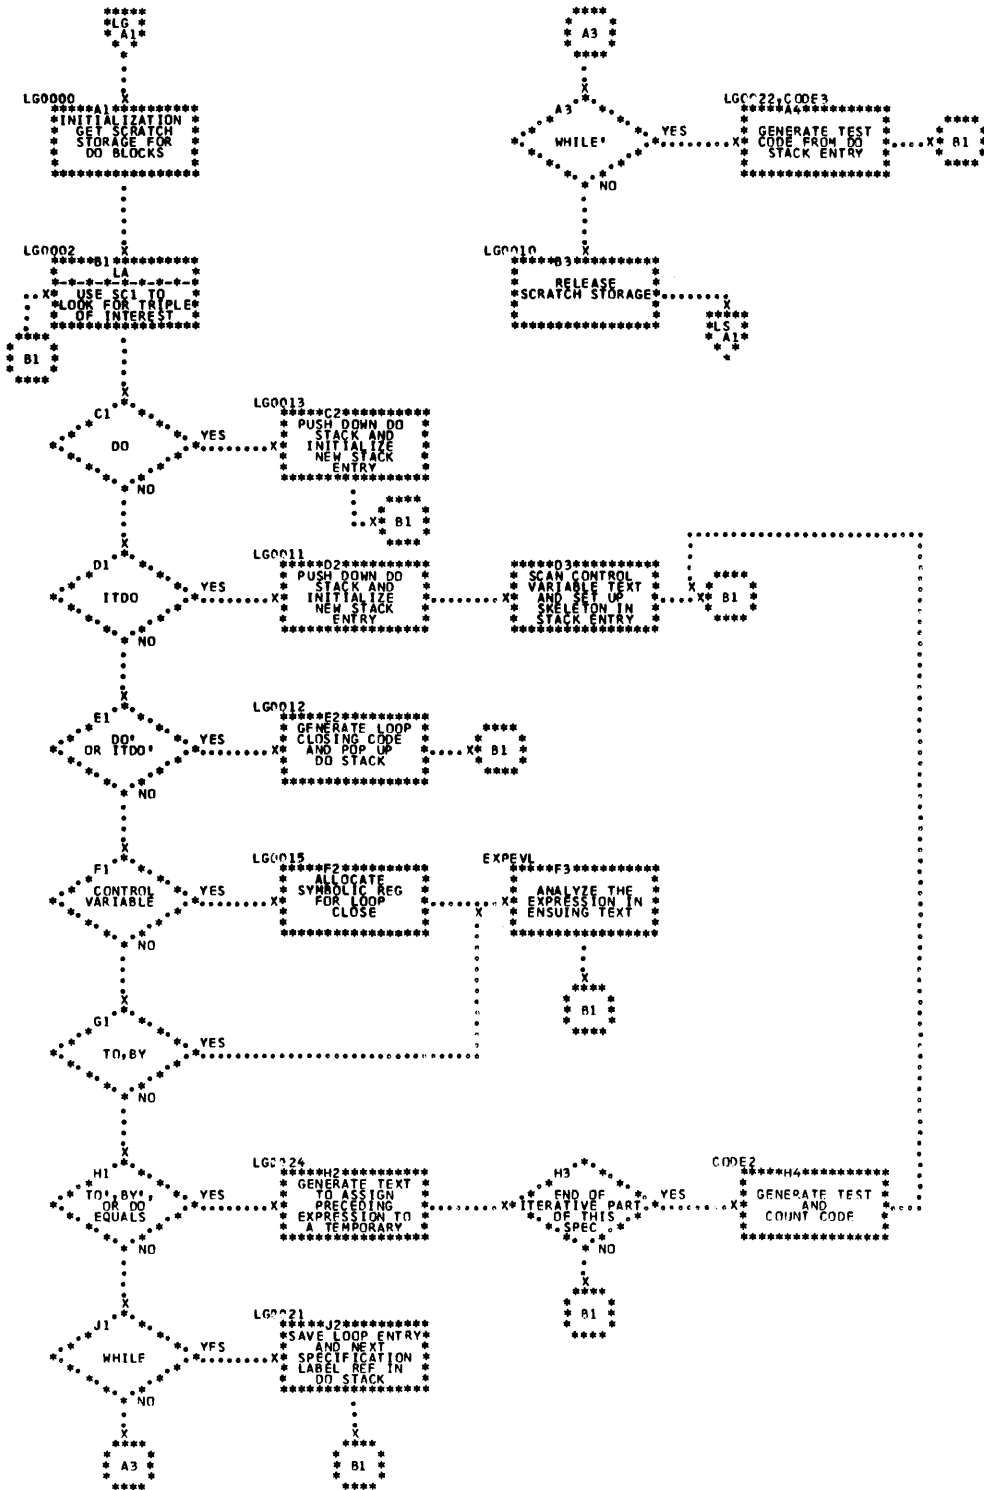 LG
A1
LG0000
A1
INITIALIZATION
GET SCRATCH
STORAGE FOR
DO BLOCKS
LG0002
B1
LA
USE SC1 TO
LOOK FOR TRIPLE
OF INTEREST
B1
C1
DO
YES
NO
LG0013
C2
PUSH DOWN DO
STACK AND
INITIALIZE
NEW STACK
ENTRY
B1
D1
ITDO
YES
NO
LG0011
D2
PUSH DOWN DO
STACK AND
INITIALIZE
NEW STACK
ENTRY
D3
SCAN CONTROL
VARIABLE TEXT
AND SET UP
SKELETON IN
STACK ENTRY
B1
E1
DO'
OR ITDO'
YES
NO
LG0012
E2
GENERATE LOOP
CLOSING CODE
AND POP UP
DO STACK
B1
F1
CONTROL
VARIABLE
YES
NO
LG0015
F2
ALLOCATE
SYMBOLIC REG
FOR LOOP
CLOSE
EXPEVL
F3
ANALYZE THE
EXPRESSION IN
ENSUING TEXT
B1
G1
TO,BY
YES
NO
H1
TO',BY',
OR DO
EQUALS
YES
NO
LG0024
H2
GENERATE TEXT
TO ASSIGN
PRECEDING
EXPRESSION TO
A TEMPORARY
H3
END OF
ITERATIVE PART
OF THIS
SPEC
YES
NO
B1
CODE2
H4
GENERATE TEST
AND
COUNT CODE
J1
WHILE
YES
NO
LG0021
J2
SAVE LOOP ENTRY
AND NEXT
SPECIFICATION
LABEL REF IN
DO STACK
A3
B1
A3
A3
WHILE'
YES
NO
LG0022,CODE3
A4
GENERATE TEST
CODE FROM DO
STACK ENTRY
B1
LG0010
B3
RELEASE
SCRATCH STORAGE
LS
A1